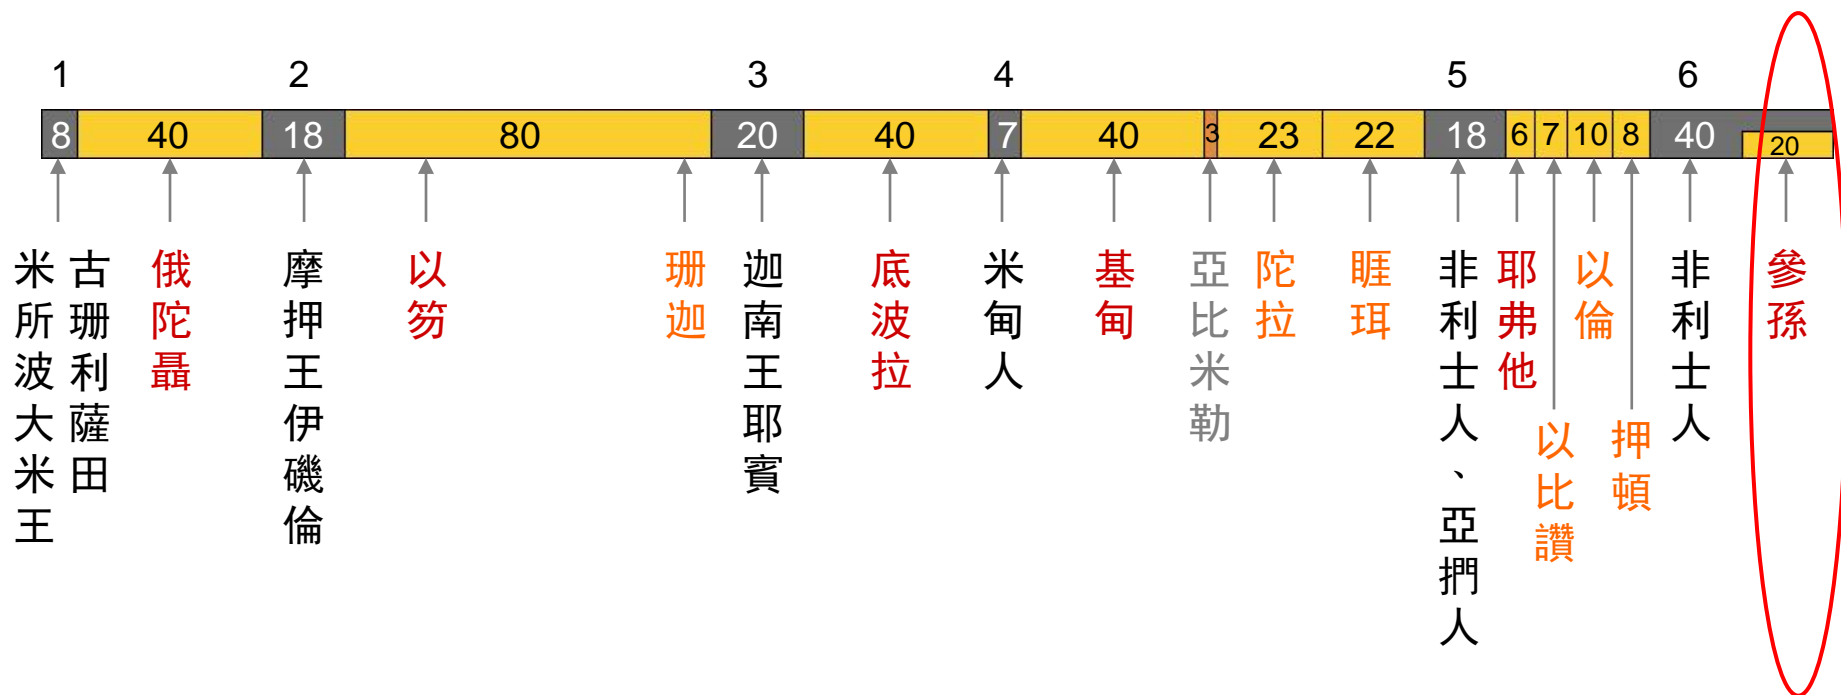 1 2 3 4 5 6
8 40 18 80 20 40 7 40 3 23 22 18 6 7 10 8 40 20
米所波大米王
古珊利薩田
俄陀聶
摩押王伊磯倫
以笏
珊迦
迦南王耶賓
底波拉
米甸人
基甸
亞比米勒
陀拉
睚珥
非利士人、亞捫人
耶弗他
以比讚
以倫
押頓
非利士人
參孫